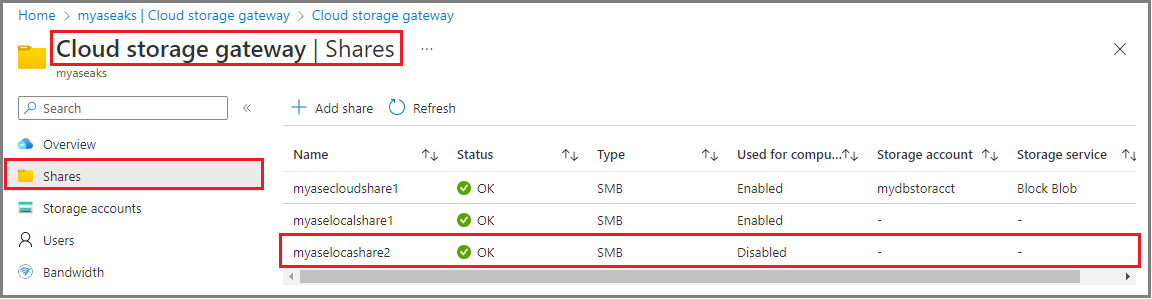 Home > myaseaks | Cloud storage gateway > Cloud storage gateway
Cloud storage gateway | Shares ...
myaseaks
Search «
Add share Refresh
Overview
Name Status Type Used for compu... Storage account Storage service
Shares
myasecloudshare1 OK SMB Enabled mydbstoracct Block Blob
Storage accounts
myaselocalshare1 OK SMB Enabled - -
Users
myaselocashare2 OK SMB Disabled - -
Bandwidth